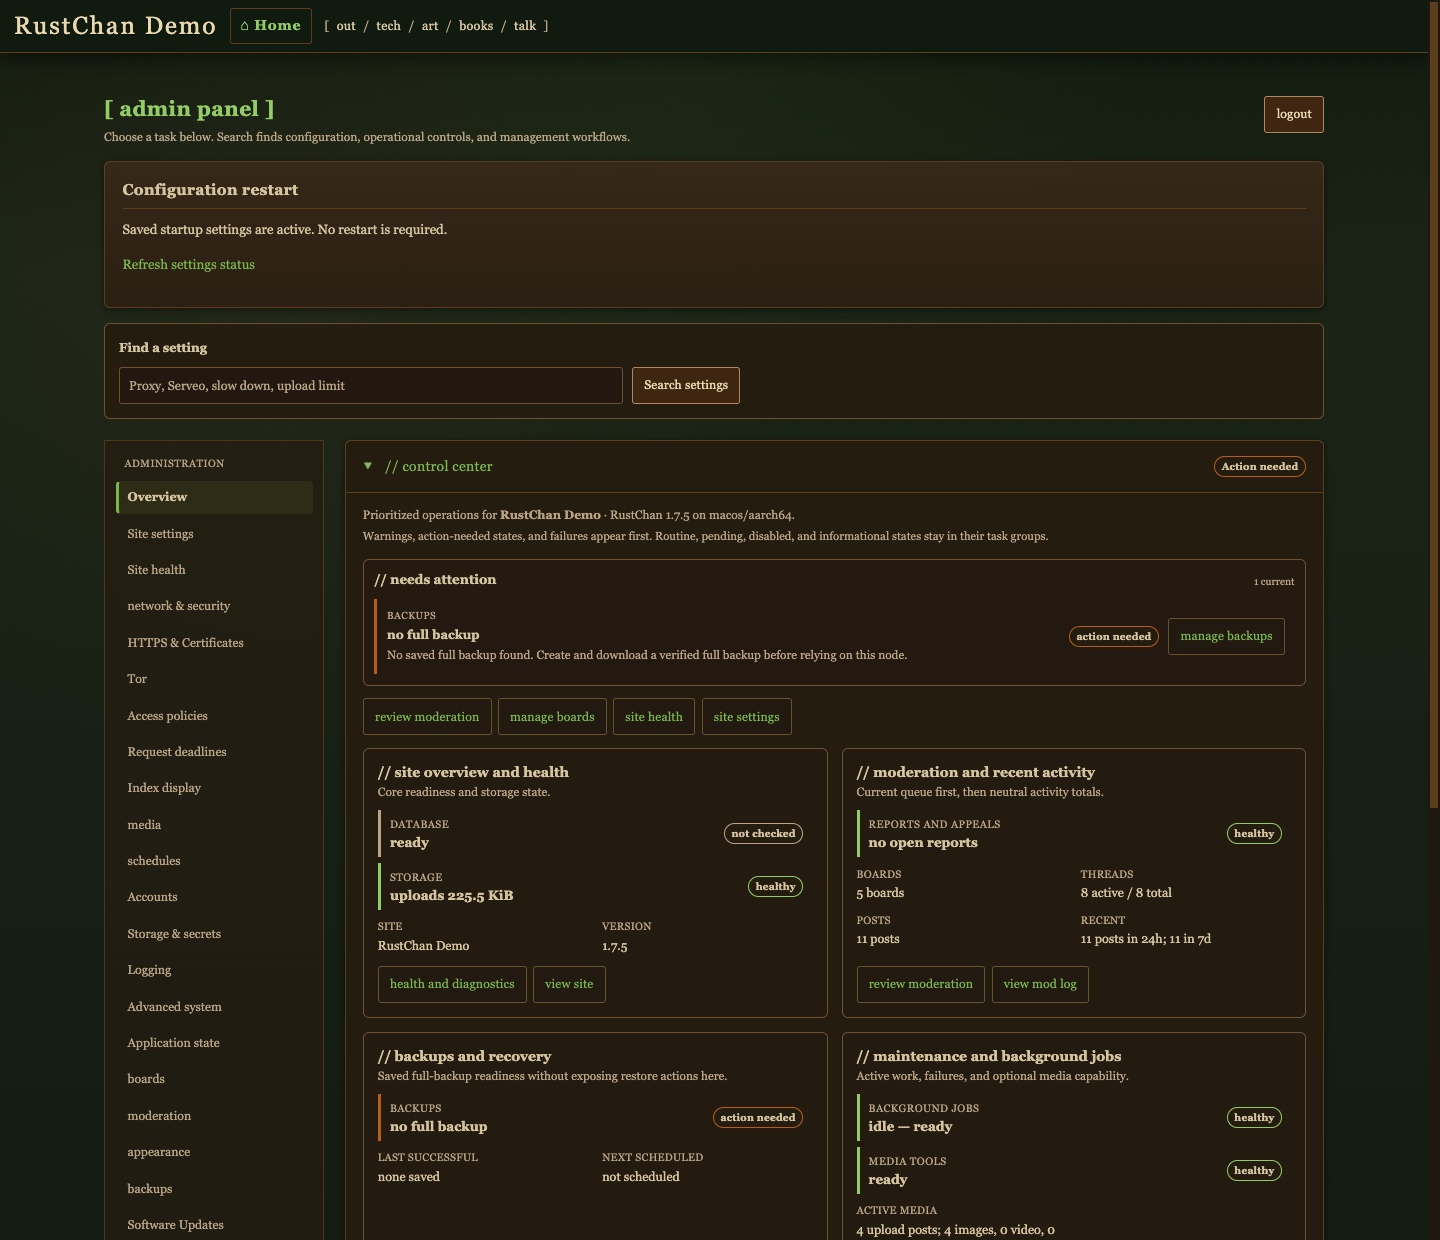 RustChan Demo
⌂ Home
[ out / tech / art / books / talk ]
[ admin panel ]
Choose a task below. Search finds configuration, operational controls, and management workflows.
logout
Configuration restart
Saved startup settings are active. No restart is required.
Refresh settings status
Find a setting
Proxy, Serveo, slow down, upload limit
Search settings
ADMINISTRATION
Overview
Site settings
Site health
network & security
HTTPS & Certificates
Tor
Access policies
Request deadlines
Index display
media
schedules
Accounts
Storage & secrets
Logging
Advanced system
Application state
boards
moderation
appearance
backups
Software Updates
▼ // control center
Action needed
Prioritized operations for RustChan Demo · RustChan 1.7.5 on macos/aarch64.
Warnings, action-needed states, and failures appear first. Routine, pending, disabled, and informational states stay in their task groups.
// needs attention
1 current
BACKUPS
no full backup
No saved full backup found. Create and download a verified full backup before relying on this node.
action needed
manage backups
review moderation
manage boards
site health
site settings
// site overview and health
Core readiness and storage state.
DATABASE
ready
not checked
STORAGE
uploads 225.5 KiB
healthy
SITE
RustChan Demo
VERSION
1.7.5
health and diagnostics
view site
// moderation and recent activity
Current queue first, then neutral activity totals.
REPORTS AND APPEALS
no open reports
healthy
BOARDS
5 boards
THREADS
8 active / 8 total
POSTS
11 posts
RECENT
11 posts in 24h; 11 in 7d
review moderation
view mod log
// backups and recovery
Saved full-backup readiness without exposing restore actions here.
BACKUPS
no full backup
action needed
LAST SUCCESSFUL
none saved
NEXT SCHEDULED
not scheduled
// maintenance and background jobs
Active work, failures, and optional media capability.
BACKGROUND JOBS
idle — ready
healthy
MEDIA TOOLS
ready
healthy
ACTIVE MEDIA
4 upload posts; 4 images, 0 video, 0